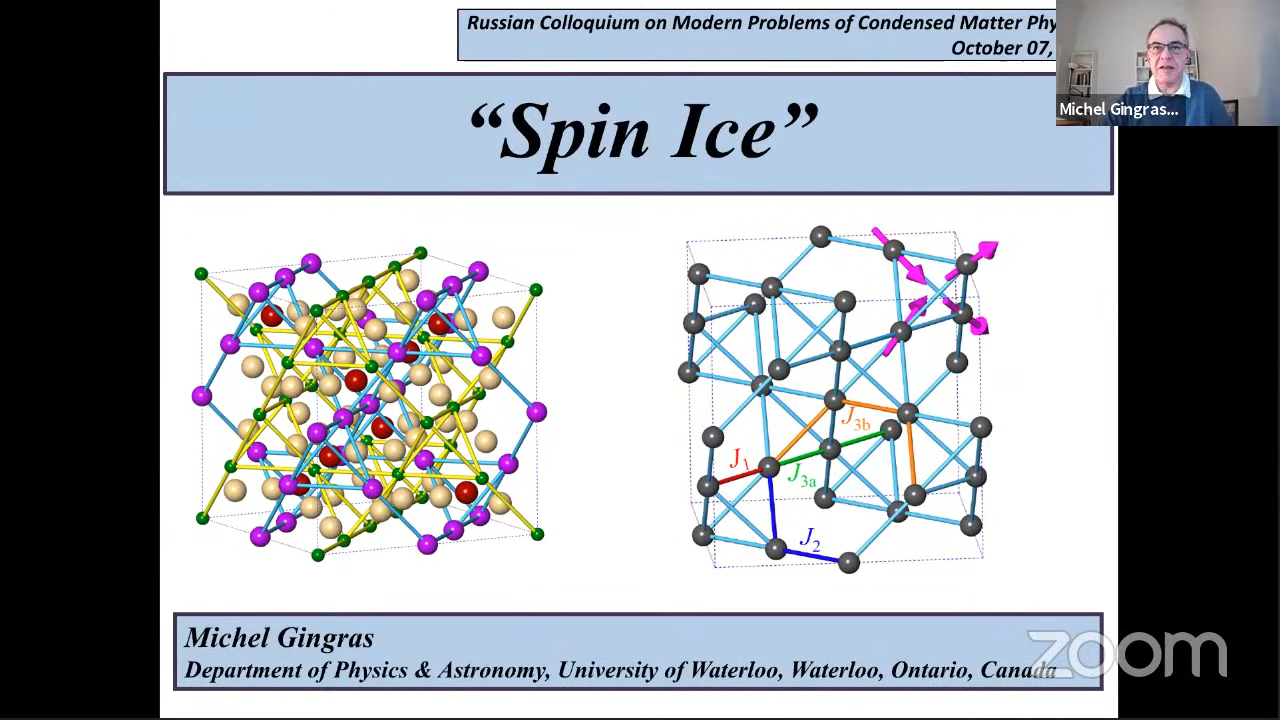 Russian Colloquium on Modern Problems of Condensed Matter Phy
October 07,
Michel Gingras...
“Spin Ice”
J3b
J1
J3a
J2
Michel Gingras
Department of Physics & Astronomy, University of Waterloo, Waterloo, Ontario, Canada
zoom